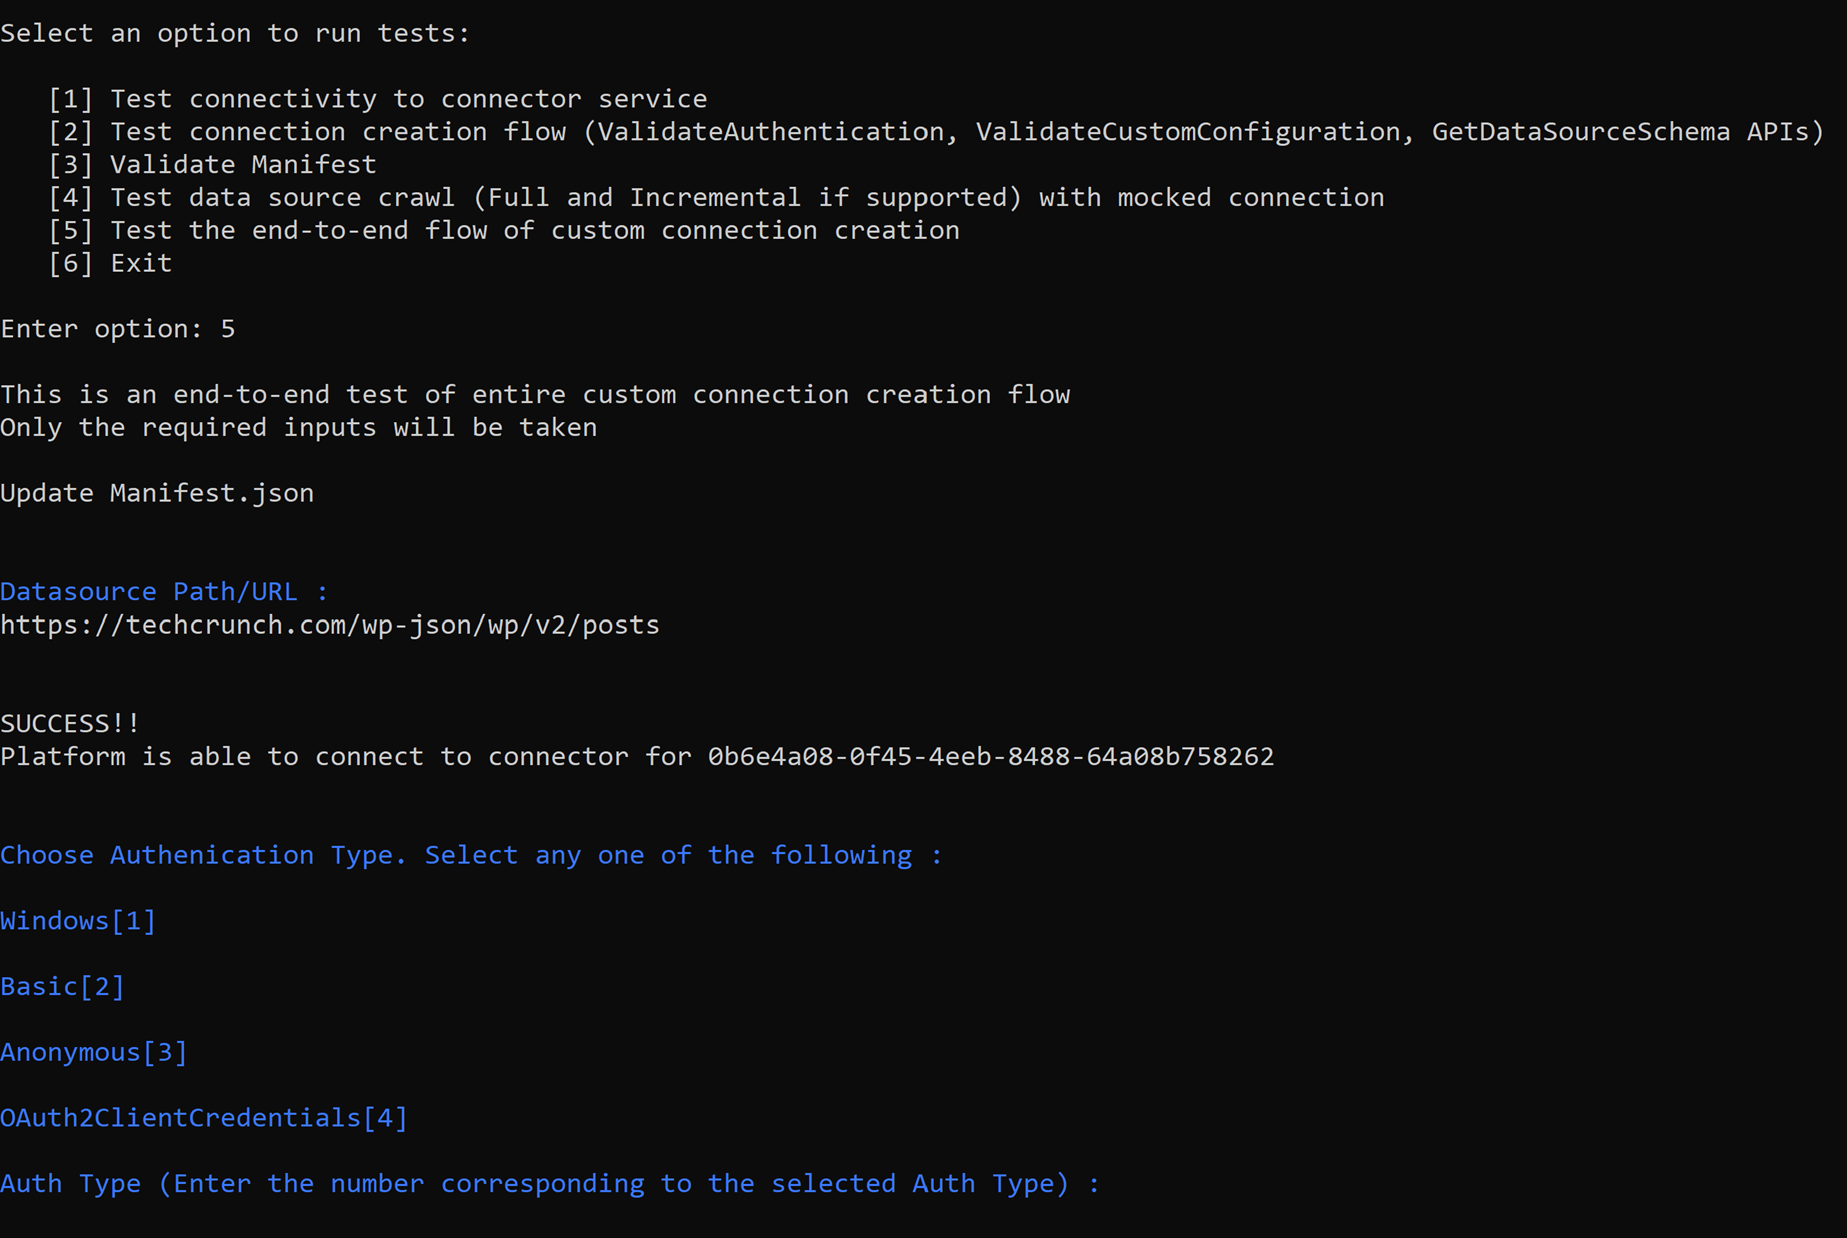 Select an option to run tests:
[1] Test connectivity to connector service
[2] Test connection creation flow (ValidateAuthentication, ValidateCustomConfiguration, GetDataSourceSchema APIs)
[3] Validate Manifest
[4] Test data source crawl (Full and Incremental if supported) with mocked connection
[5] Test the end-to-end flow of custom connection creation
[6] Exit
Enter option: 5
This is an end-to-end test of entire custom connection creation flow
Only the required inputs will be taken
Update Manifest.json
Datasource Path/URL :
https://techcrunch.com/wp-json/wp/v2/posts
SUCCESS!!
Platform is able to connect to connector for 0b6e4a08-0f45-4eeb-8488-64a08b758262
Choose Authenication Type. Select any one of the following :
Windows[1]
Basic[2]
Anonymous[3]
OAuth2ClientCredentials[4]
Auth Type (Enter the number corresponding to the selected Auth Type) :